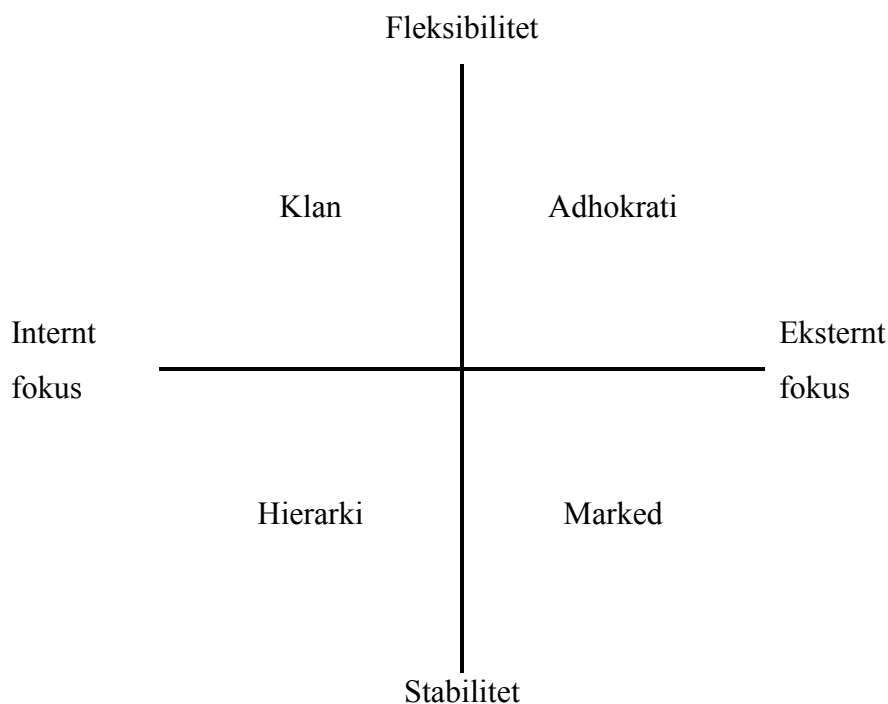 Fleksibilitet
Klan
Adhokrati
Internt
fokus
Eksternt
fokus
Hierarki
Marked
Stabilitet